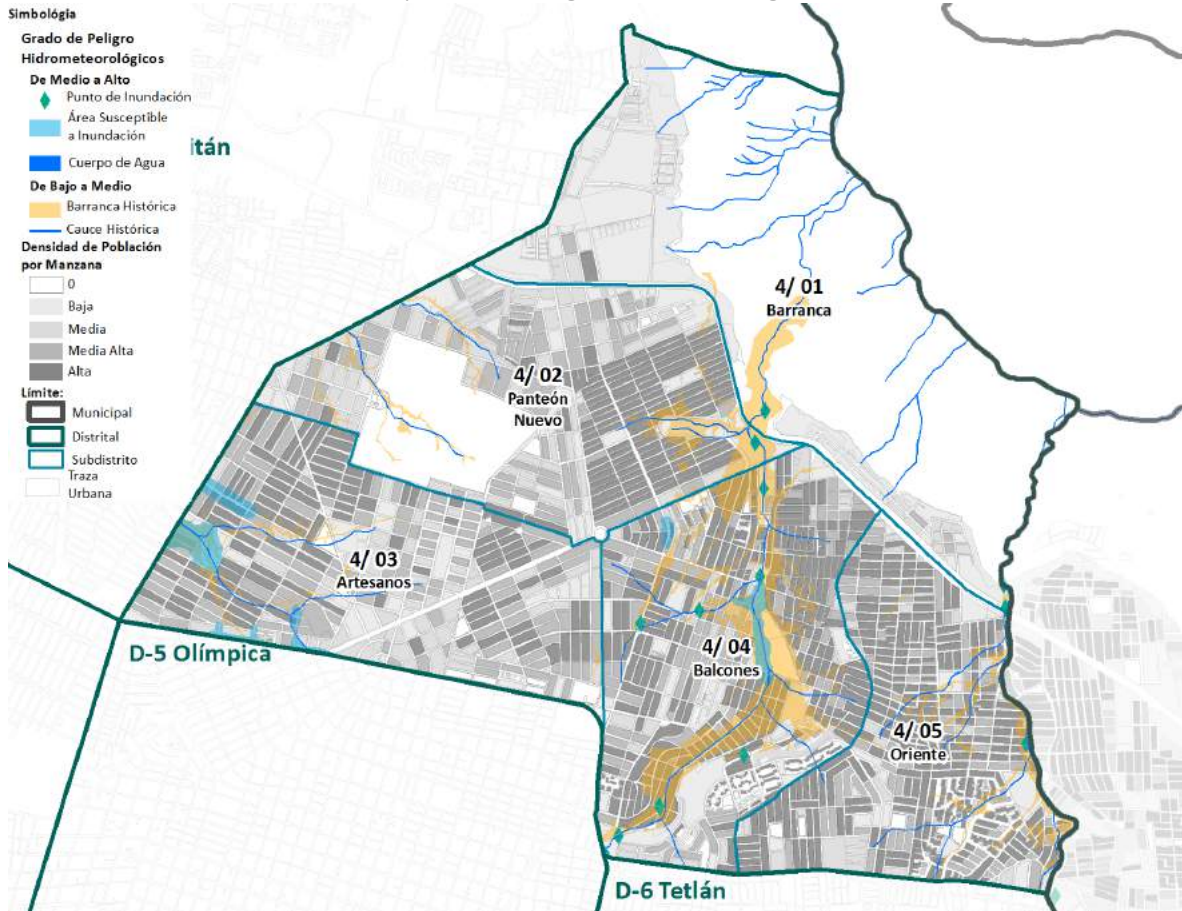 Simbológia
Grado de Peligro
Hidrometeorológicos
De Medio a Alto
Punto de Inundación
Área Susceptible
a Inundación
Cuerpo de Agua
De Bajo a Medio
Barranca Histórica
Cauce Histórica
Densidad de Población
por Manzana
0
Baja
Media
Media Alta
Alta
Límite:
Municipal
Distrital
Subdistrito
Traza
Urbana
itán
4/ 01
Barranca
4/ 02
Panteón
Nuevo
4/ 03
Artesanos
4/ 04
Balcones
4/ 05
Oriente
D-5 Olímpica
D-6 Tetlán